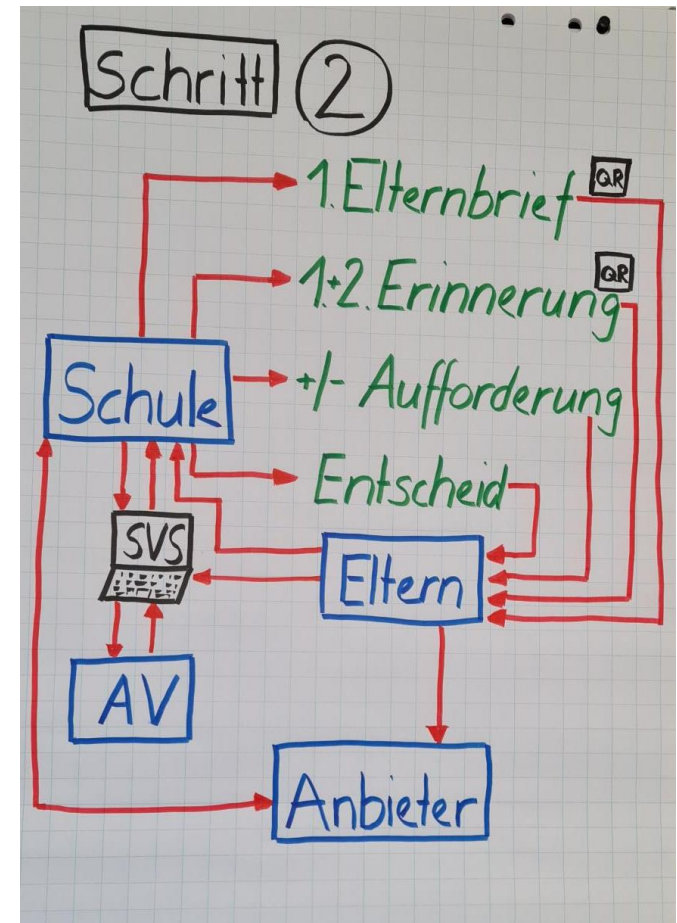 Schritt 2
1. Elternbrief QR
1.+2. Erinnerung QR
Schule
+/- Aufforderung
Entscheid
SVS
Eltern
AV
Anbieter